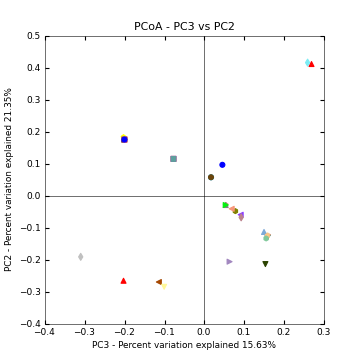 PCoA - PC3 vs PC2
0.5
0.4
0.3
0.2
0.1
0.0
−0.1
−0.2
−0.3
−0.4
PC2 - Percent variation explained 21.35%
−0.4 −0.3 −0.2 −0.1 0.0 0.1 0.2 0.3
PC3 - Percent variation explained 15.63%